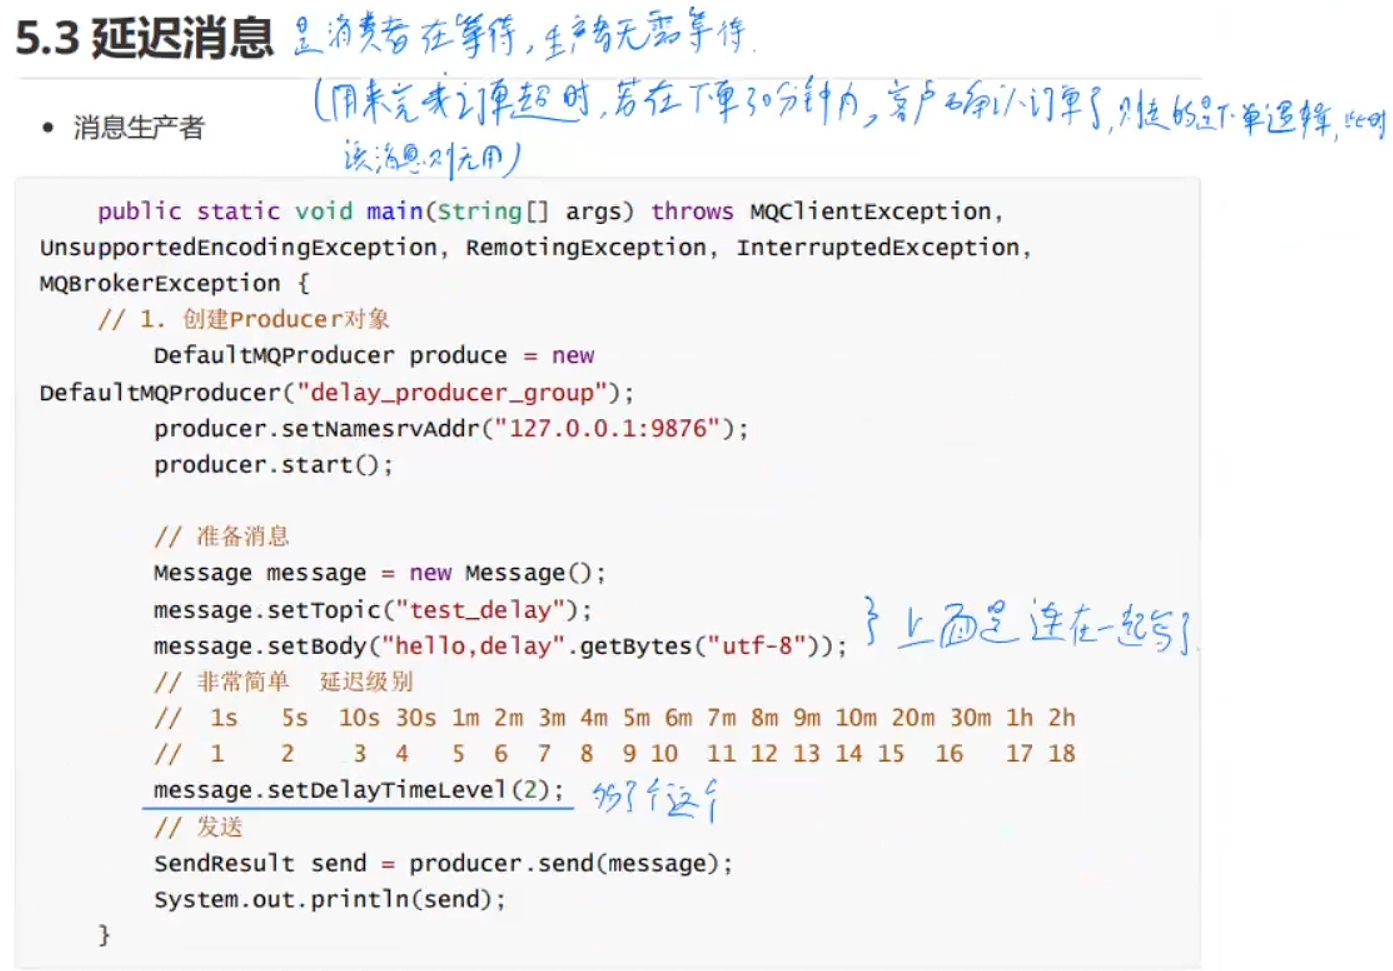 5.3 延迟消息 是消费者在等待,生产者无需等待.
(用来完成订单超时,若在下单30分钟内,客户确认订单了,则走的是下单逻辑,此时
• 消息生产者
该消息则无用)
public static void main(String[] args) throws MQClientException,
UnsupportedEncodingException, RemotingException, InterruptedException,
MQBrokerException {
// 1. 创建Producer对象
DefaultMQProducer produce = new
DefaultMQProducer("delay_producer_group");
producer.setNamesrvAddr("127.0.0.1:9876");
producer.start();
// 准备消息
Message message = new Message();
message.setTopic("test_delay");
message.setBody("hello,delay".getBytes("utf-8")); } 上面是连在一起写了.
// 非常简单 延迟级别
// 1s 5s 10s 30s 1m 2m 3m 4m 5m 6m 7m 8m 9m 10m 20m 30m 1h 2h
// 1 2 3 4 5 6 7 8 9 10 11 12 13 14 15 16 17 18
message.setDelayTimeLevel(2); 多了个这个
// 发送
SendResult send = producer.send(message);
System.out.println(send);
}